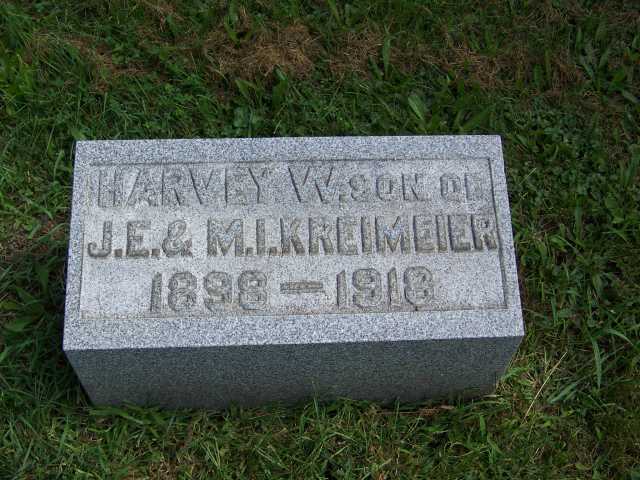 HARVEY W. SON OF
J.E. & M.I. KREIMEIER
1898 — 1918